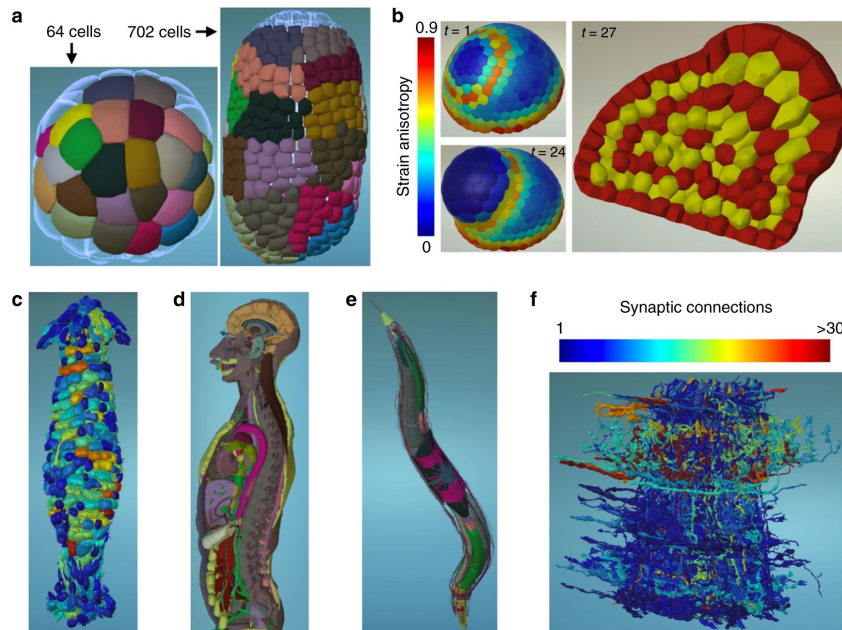 a
64 cells
702 cells
b
0.9
Strain anisotropy
0
t = 1
t = 24
t = 27
c
d
e
f
Synaptic connections
1
>30